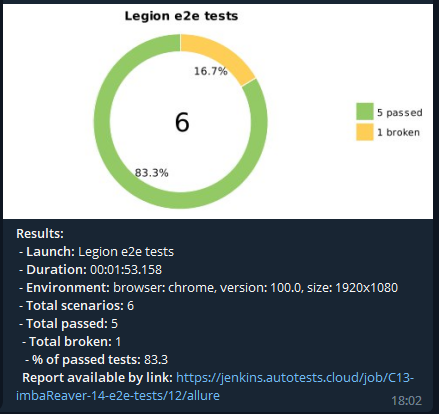 Legion e2e tests
16.7%
6
5 passed
1 broken
83.3%
Results:
- Launch: Legion e2e tests
- Duration: 00:01:53.158
- Environment: browser: chrome, version: 100.0, size: 1920x1080
- Total scenarios: 6
- Total passed: 5
- Total broken: 1
- % of passed tests: 83.3
Report available by link: https://jenkins.autotests.cloud/job/C13-
imbaReaver-14-e2e-tests/12/allure
18:02